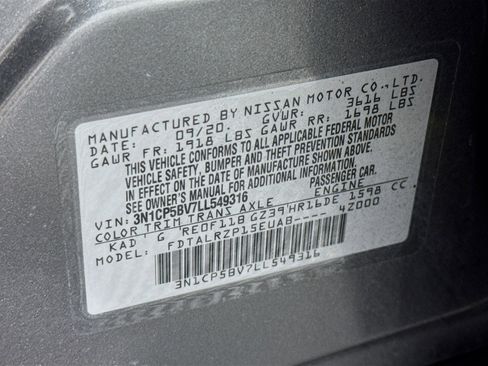 MANUFACTURED BY NISSAN MOTOR CO., LTD.
DATE: 09/20. GVWR: 3616 LBS
GAWR FR: 1918 LBS GAWR RR: 1698 LBS
THIS VEHICLE CONFORMS TO ALL APPLICABLE FEDERAL MOTOR
VEHICLE SAFETY, BUMPER AND THEFT PREVENTION STANDARDS
IN EFFECT ON THE DATE OF MANUFACTURE SHOWN ABOVE.
SEE OWNER'S MANUAL FOR ADDITIONAL INFORMATION.
VIN: 3N1CP5BV7LL549316
COLOR TRIM TRANS AXLE ENGINE
KAD G RE0F11B GZ39 HR16DE 1598 CC
MODEL: FDTALRZP15EUAB---- 4Z000
3N1CP5BV7LL549316